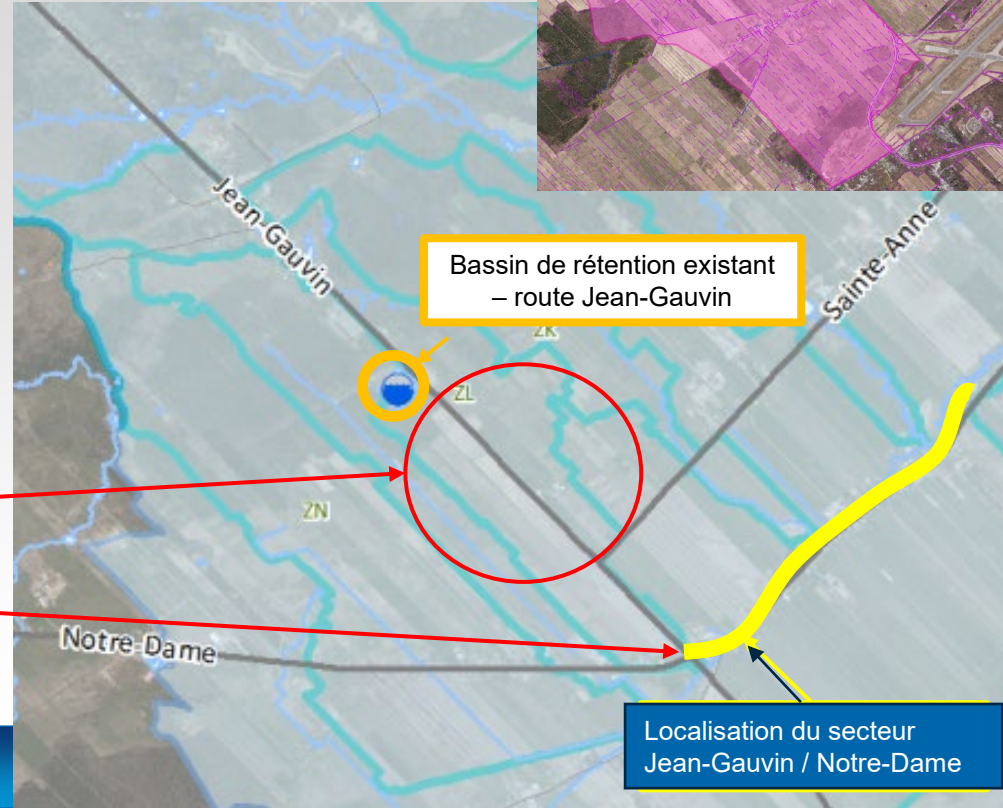 Jean-Gauvin
Sainte-Anne
Bassin de rétention existant
– route Jean-Gauvin
ZK
ZL
ZN
Notre-Dame
Localisation du secteur
Jean-Gauvin / Notre-Dame